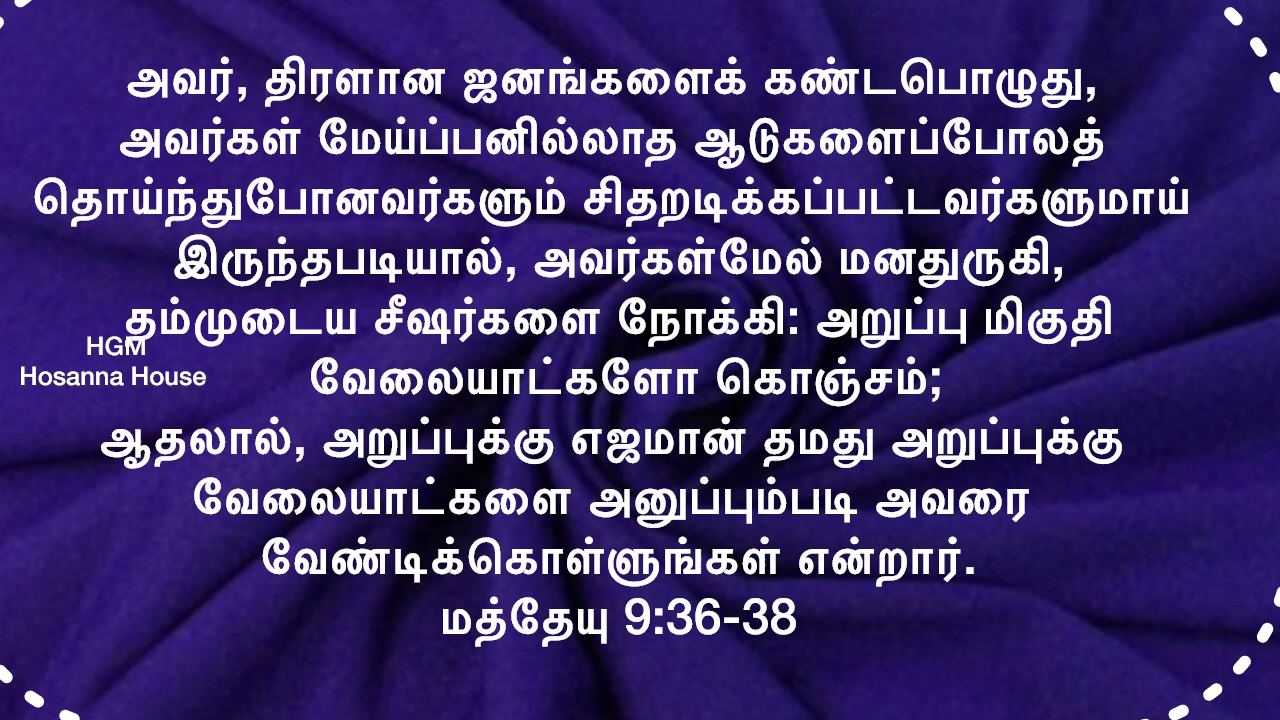 அவர், திரளான ஜனங்களைக் கண்டபொழுது,
அவர்கள் மேய்ப்பனில்லாத ஆடுகளைப்போலத்
தொய்ந்துபோனவர்களும் சிதறடிக்கப்பட்டவர்களுமாய்
இருந்தபடியால், அவர்கள்மேல் மனதுருகி,
தம்முடைய சீஷர்களை நோக்கி: அறுப்பு மிகுதி
HGM
Hosanna House
வேலையாட்களோ கொஞ்சம்;
ஆதலால், அறுப்புக்கு எஜமான் தமது அறுப்புக்கு
வேலையாட்களை அனுப்பும்படி அவரை
வேண்டிக்கொள்ளுங்கள் என்றார்.
மத்தேயு 9:36-38